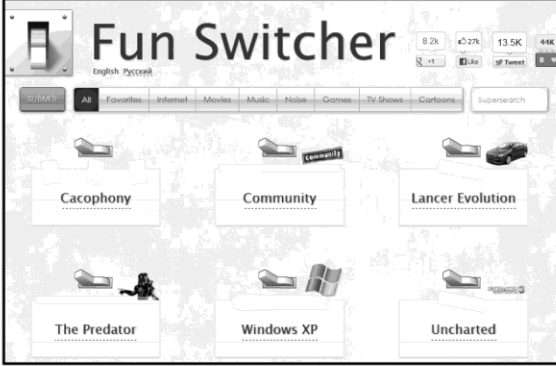 Fun Switcher
English Русский
8.2k 27k 13.5K 44K
+1 Like Tweet
SUBMIT! All Favorites Internet Movies Music Noise Games TV Shows Cartoons Supersearch
community
Cacophony Community Lancer Evolution
The Predator Windows XP Uncharted